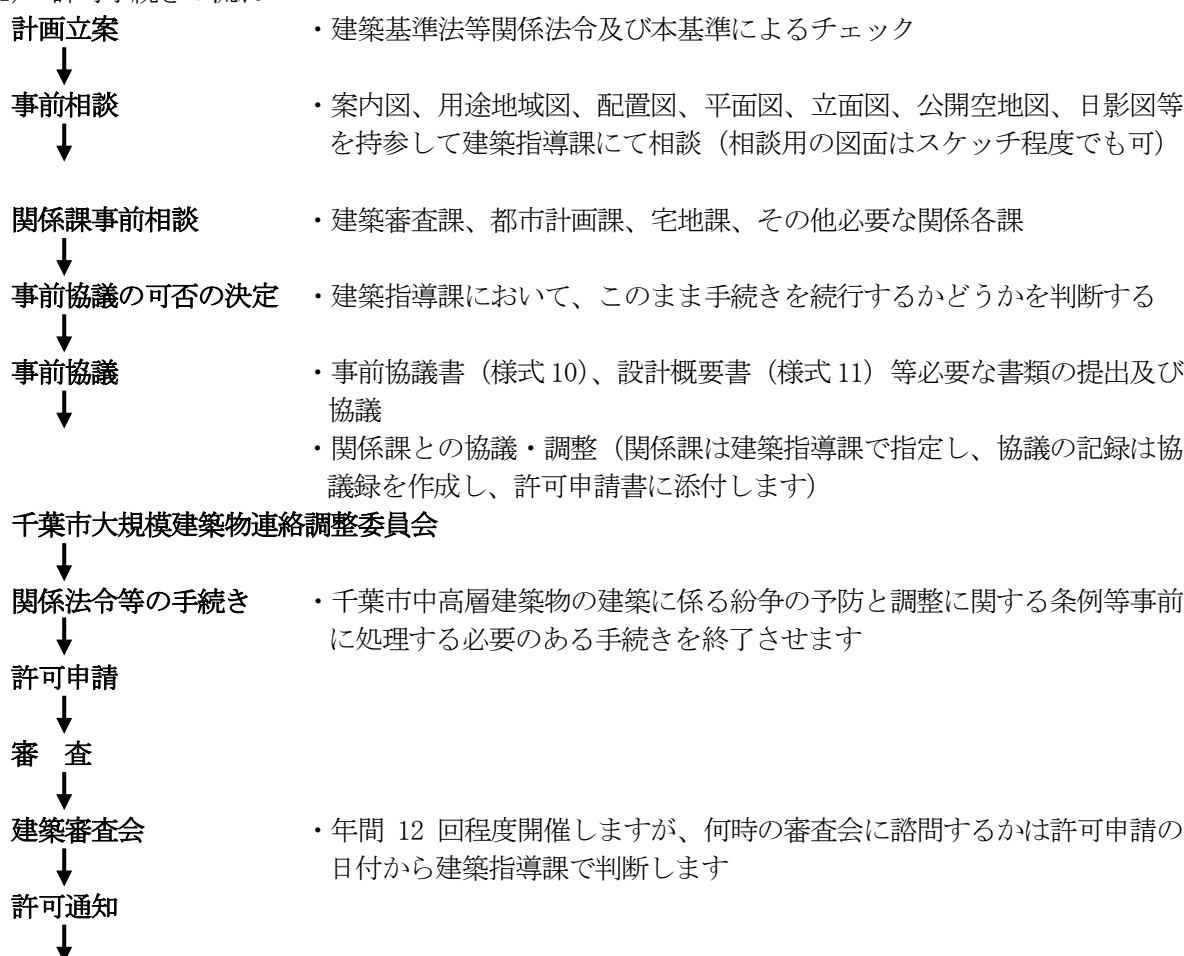 計画立案 ・建築基準法等関係法令及び本基準によるチェック
事前相談 ・案内図、用途地域図、配置図、平面図、立面図、公開空地図、日影図等
を持参して建築指導課にて相談（相談用の図面はスケッチ程度でも可）
関係課事前相談 ・建築審査課、都市計画課、宅地課、その他必要な関係各課
事前協議の可否の決定 ・建築指導課において、このまま手続きを続行するかどうかを判断する
事前協議 ・事前協議書（様式 10）、設計概要書（様式 11）等必要な書類の提出及び
協議
・関係課との協議・調整（関係課は建築指導課で指定し、協議の記録は協
議録を作成し、許可申請書に添付します）
千葉市大規模建築物連絡調整委員会
関係法令等の手続き ・千葉市中高層建築物の建築に係る紛争の予防と調整に関する条例等事前
に処理する必要のある手続きを終了させます
許可申請
審　査
建築審査会 ・年間 12 回程度開催しますが、何時の審査会に諮問するかは許可申請の
日付から建築指導課で判断します
許可通知